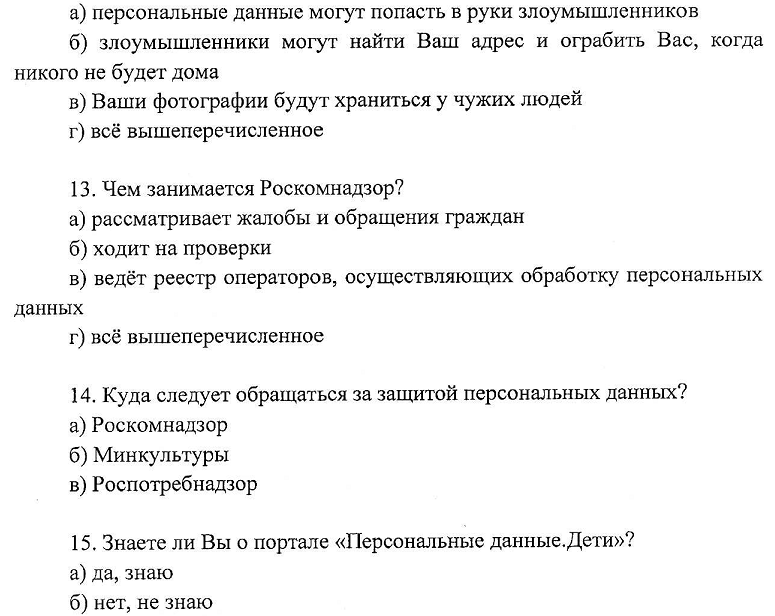 а) персональные данные могут попасть в руки злоумышленников
б) злоумышленники могут найти Ваш адрес и ограбить Вас, когда
никого не будет дома
в) Ваши фотографии будут храниться у чужих людей
г) всё вышеперечисленное
13. Чем занимается Роскомнадзор?
а) рассматривает жалобы и обращения граждан
б) ходит на проверки
в) ведёт реестр операторов, осуществляющих обработку персональных
данных
г) всё вышеперечисленное
14. Куда следует обращаться за защитой персональных данных?
а) Роскомнадзор
б) Минкультуры
в) Роспотребнадзор
15. Знаете ли Вы о портале «Персональные данные.Дети»?
а) да, знаю
б) нет, не знаю